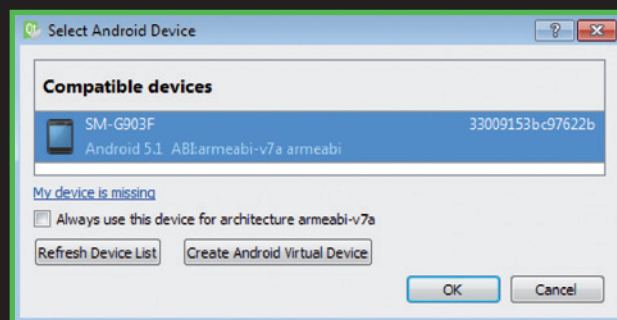 Select Android Device
Compatible devices
SM-G903F 33009153bc97622b
Android 5.1 ABI:armeabi-v7a armeabi
My device is missing
Always use this device for architecture armeabi-v7a
Refresh Device List Create Android Virtual Device
OK Cancel